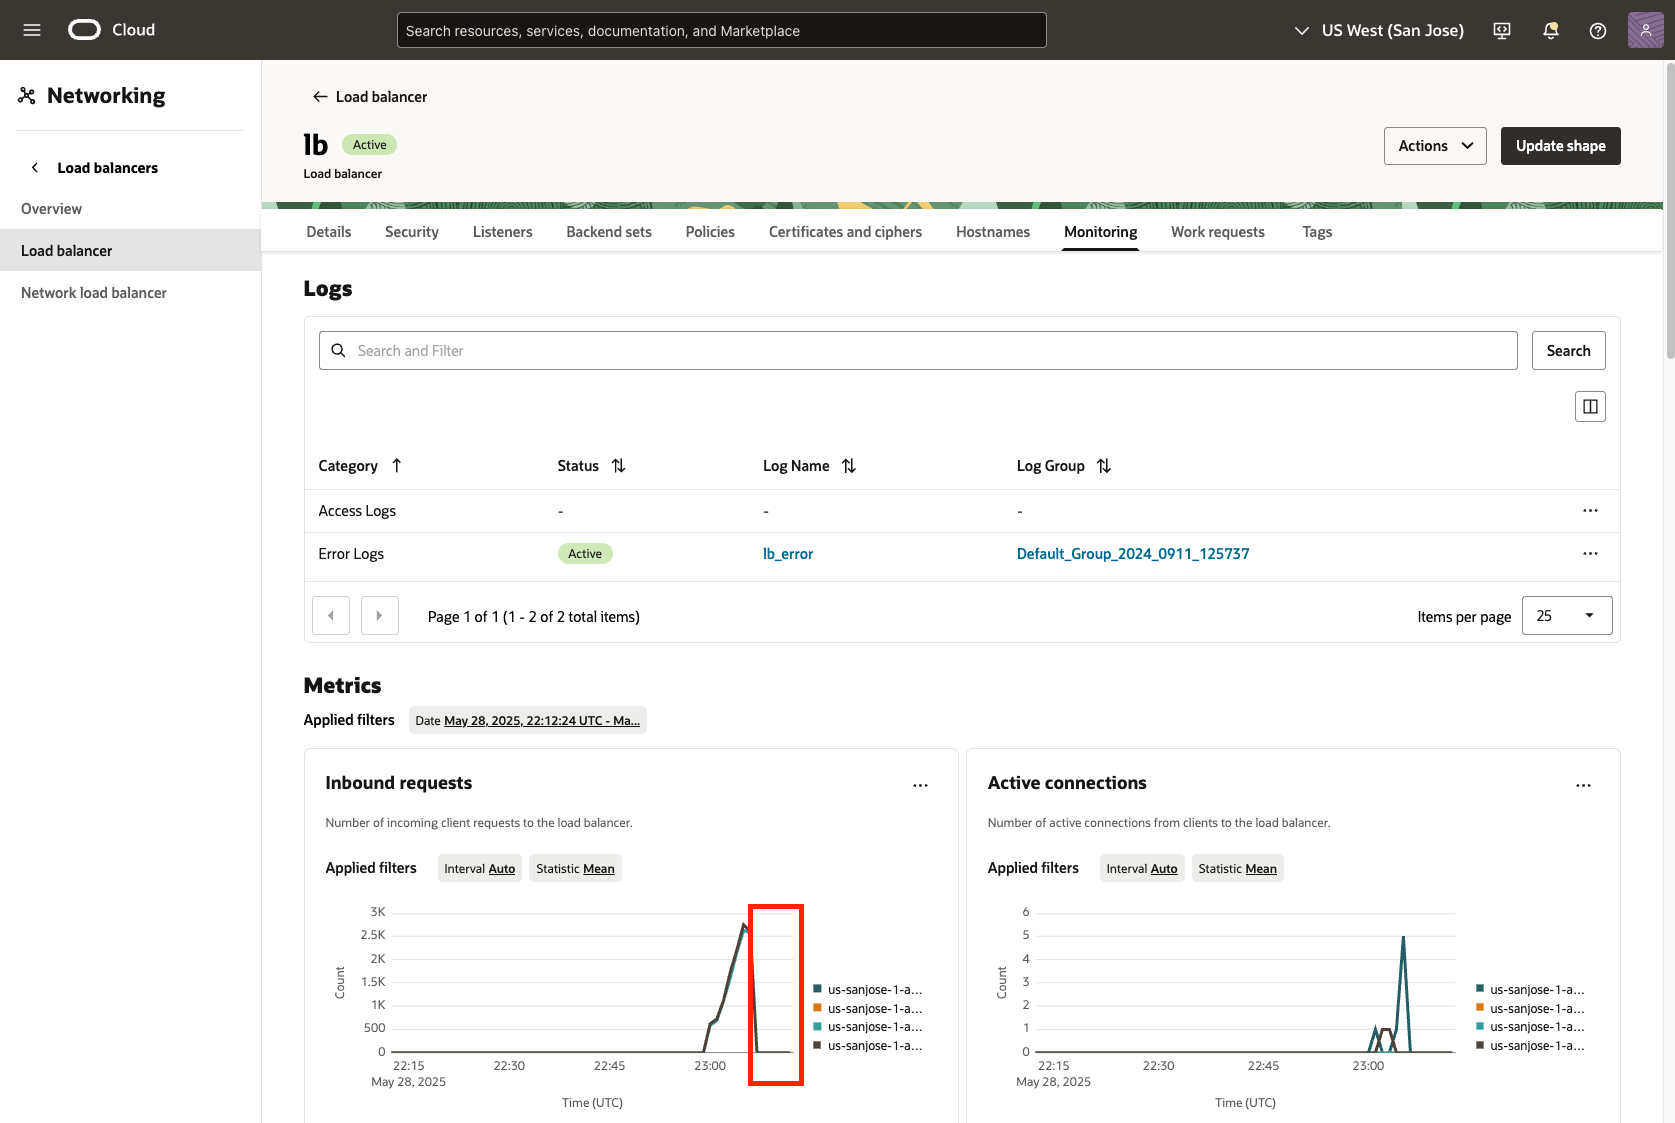 Cloud
Search resources, services, documentation, and Marketplace
US West (San Jose)
Networking
Load balancers
Overview
Load balancer
Network load balancer
Load balancer
lb Active
Load balancer
Actions
Update shape
Details Security Listeners Backend sets Policies Certificates and ciphers Hostnames Monitoring Work requests Tags
Logs
Search and Filter
Search
Category Status Log Name Log Group
Access Logs - - -
Error Logs Active lb_error Default_Group_2024_0911_125737
Page 1 of 1 (1 - 2 of 2 total items)
Items per page 25
Metrics
Applied filters Date May 28, 2025, 22:12:24 UTC - Ma...
Inbound requests
Number of incoming client requests to the load balancer.
Applied filters Interval Auto Statistic Mean
3K
2.5K
2K
1.5K
1K
500
0
Count
22:15 22:30 22:45 23:00
May 28, 2025
Time (UTC)
us-sanjose-1-a...
us-sanjose-1-a...
us-sanjose-1-a...
us-sanjose-1-a...
Active connections
Number of active connections from clients to the load balancer.
Applied filters Interval Auto Statistic Mean
6
5
4
3
2
1
0
Count
22:15 22:30 22:45 23:00
May 28, 2025
Time (UTC)
us-sanjose-1-a...
us-sanjose-1-a...
us-sanjose-1-a...
us-sanjose-1-a...